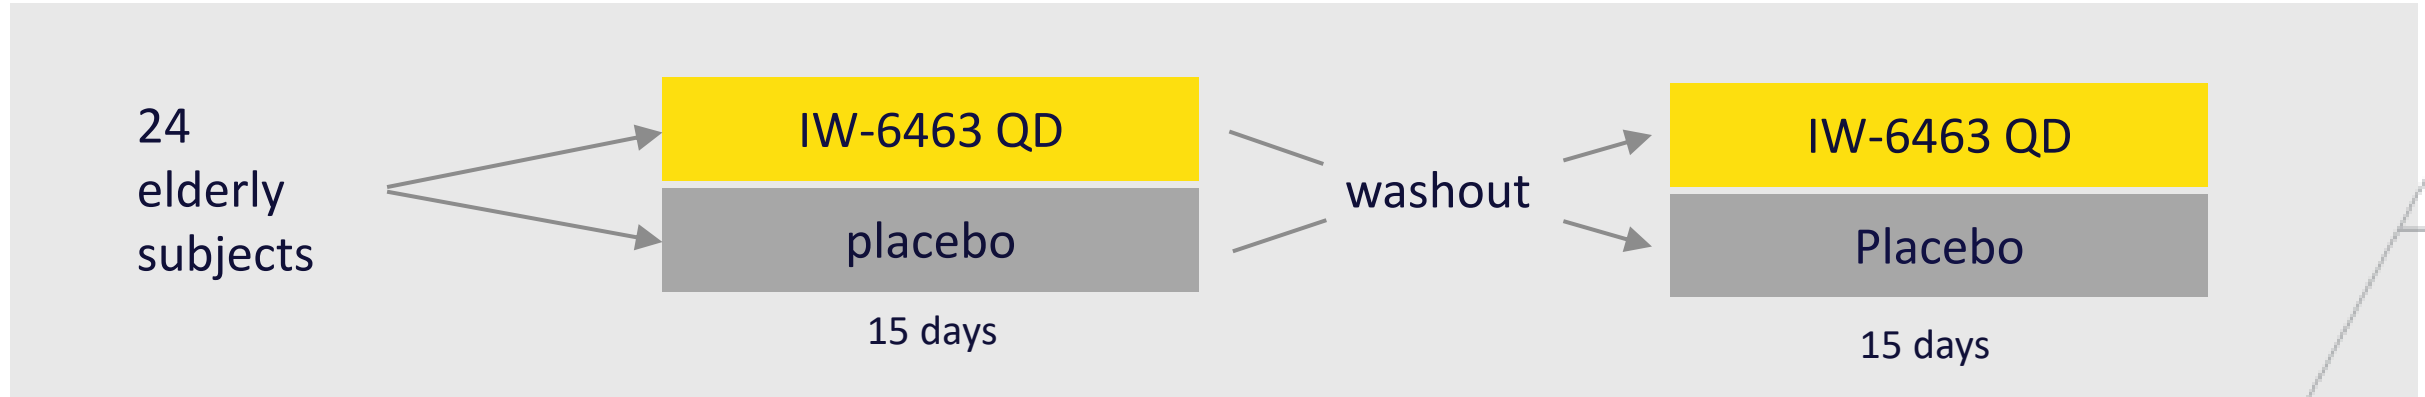 24
elderly
subjects
IW-6463 QD
placebo
15 days
washout
IW-6463 QD
Placebo
15 days